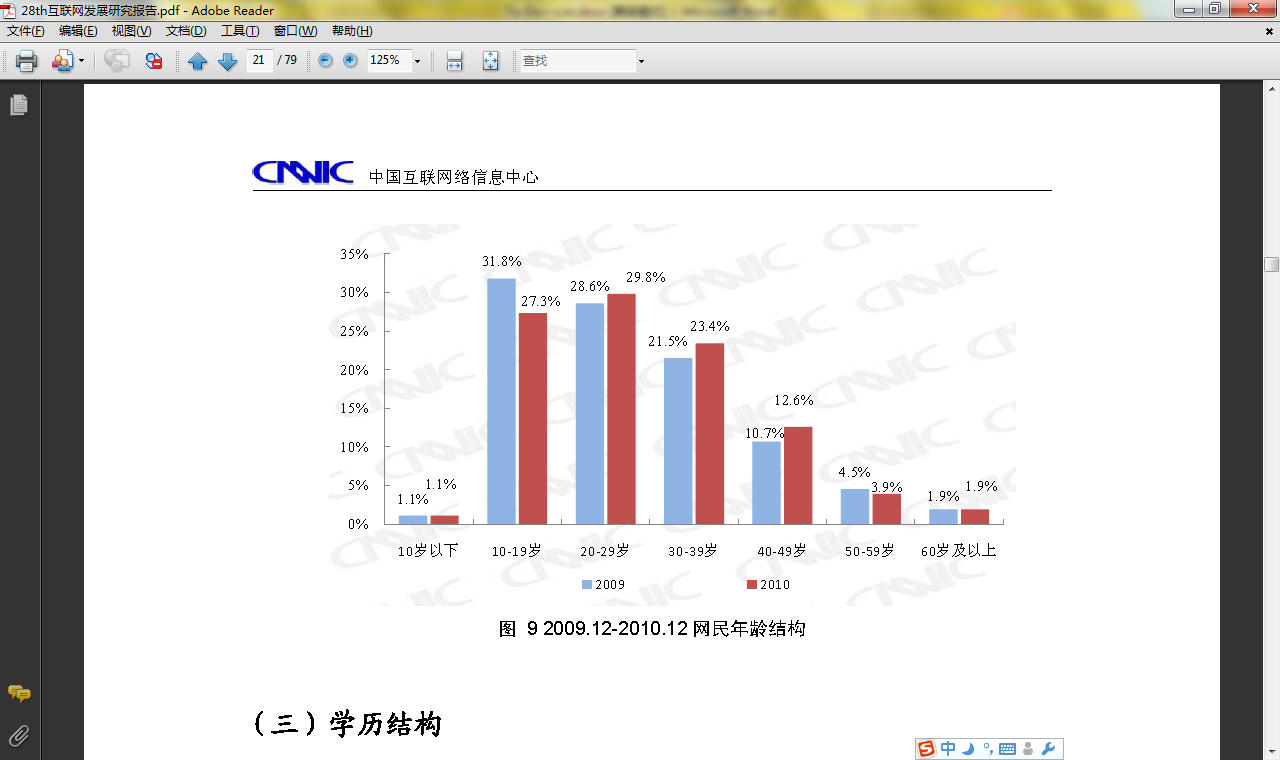 28th互联网发展研究报告.pdf - Adobe Reader
文件(F) 编辑(E) 视图(V) 文档(D) 工具(T) 窗口(W) 帮助(H)
21 / 79 125% 查找
CNNIC 中国互联网络信息中心
35%
30%
25%
20%
15%
10%
5%
0%
1.1% 1.1%
31.8% 27.3%
28.6% 29.8%
21.5% 23.4%
10.7% 12.6%
4.5% 3.9%
1.9% 1.9%
10岁以下 10-19岁 20-29岁 30-39岁 40-49岁 50-59岁 60岁及以上
2009 2010
图 9 2009.12-2010.12 网民年龄结构
（三）学历结构
中